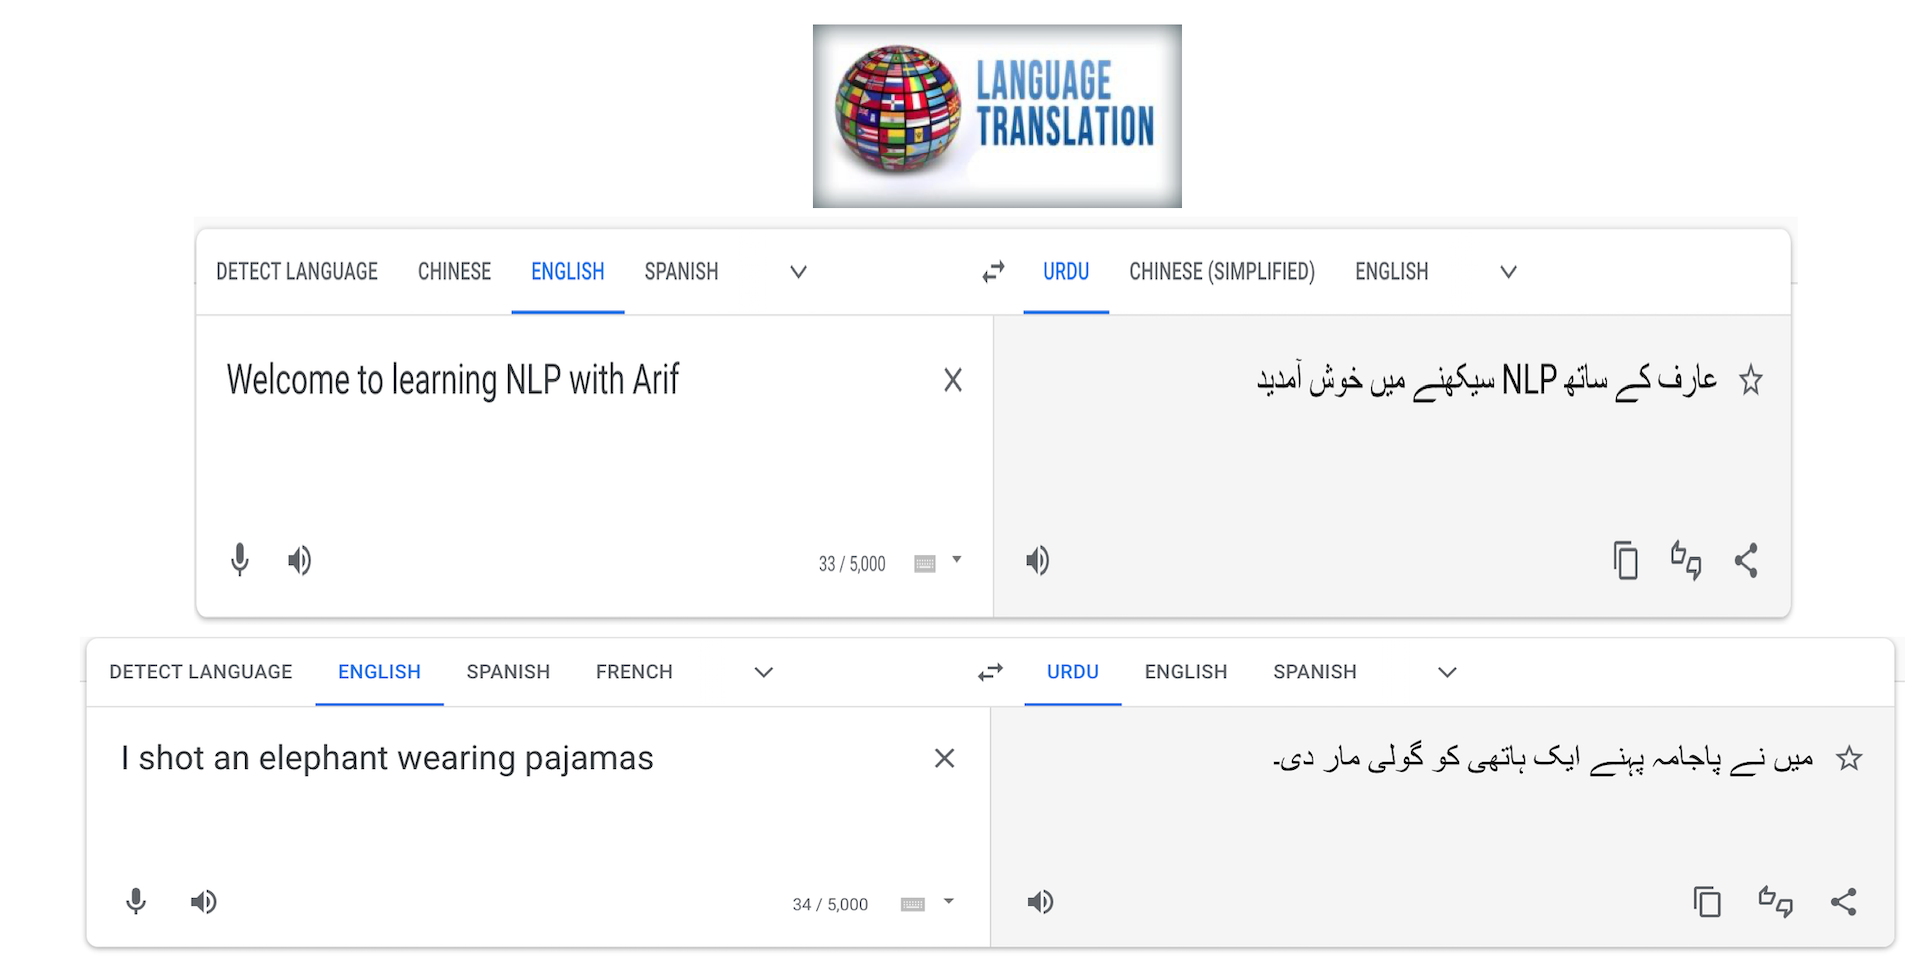 LANGUAGE
TRANSLATION
DETECT LANGUAGE CHINESE ENGLISH SPANISH URDU CHINESE (SIMPLIFIED) ENGLISH
Welcome to learning NLP with Arif
عارف کے ساتھ NLP سیکھنے میں خوش آمدید
33 / 5,000
DETECT LANGUAGE ENGLISH SPANISH FRENCH URDU ENGLISH SPANISH
I shot an elephant wearing pajamas
میں نے پاجامہ پہنے ایک ہاتھی کو گولی مار دی۔
34 / 5,000